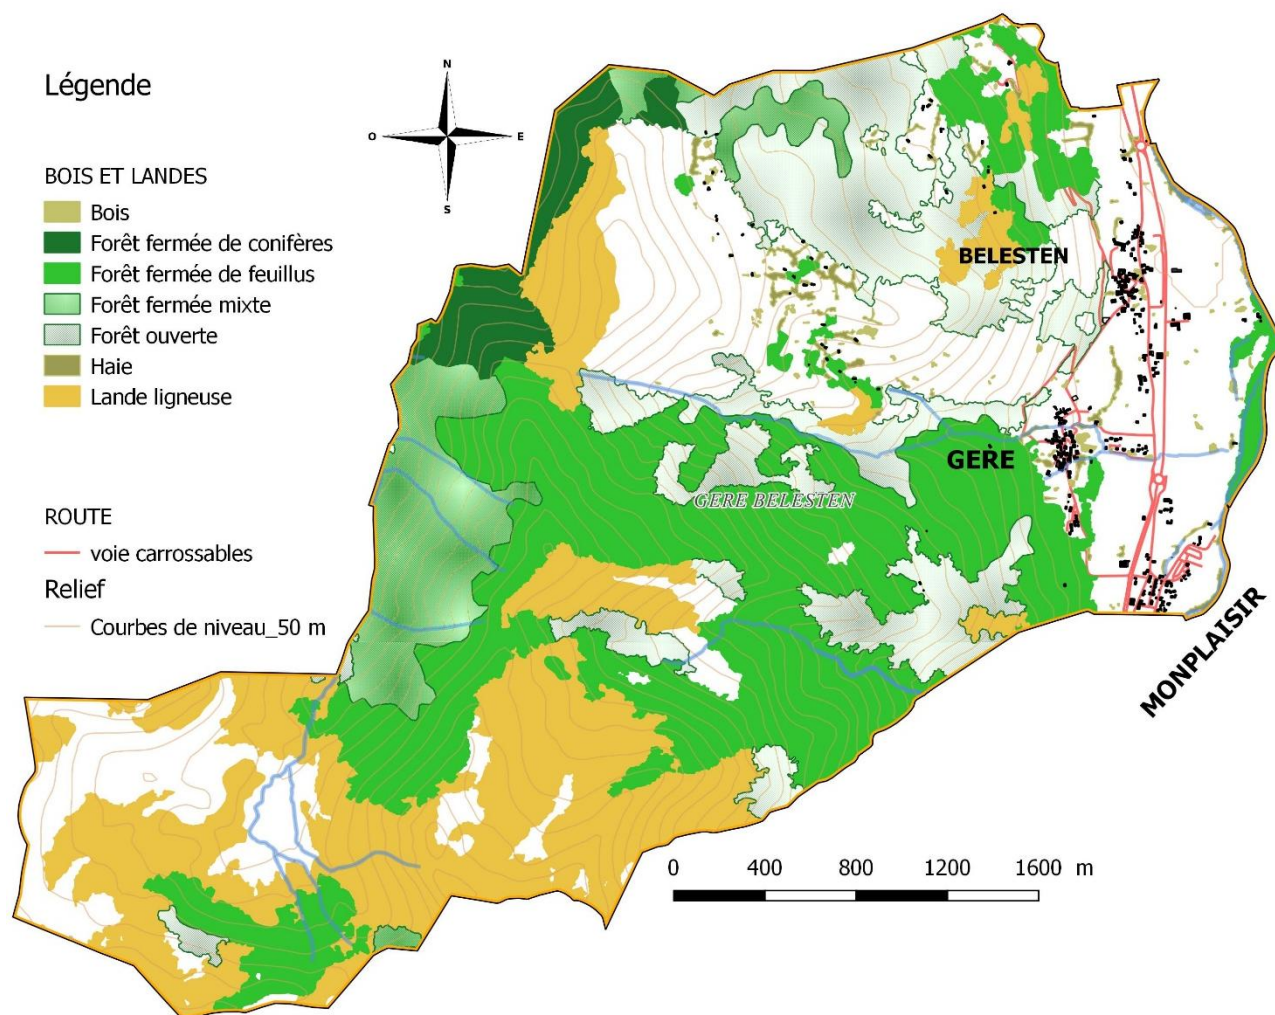 Légende
N
O
E
S
BOIS ET LANDES
Bois
Forêt fermée de conifères
Forêt fermée de feuillus
Forêt fermée mixte
Forêt ouverte
Haie
Lande ligneuse
BELESTEN
GERE
GERE BELESTEN
ROUTE
voie carrossables
Relief
Courbes de niveau_50 m
MONPLAISIR
0 400 800 1200 1600 m